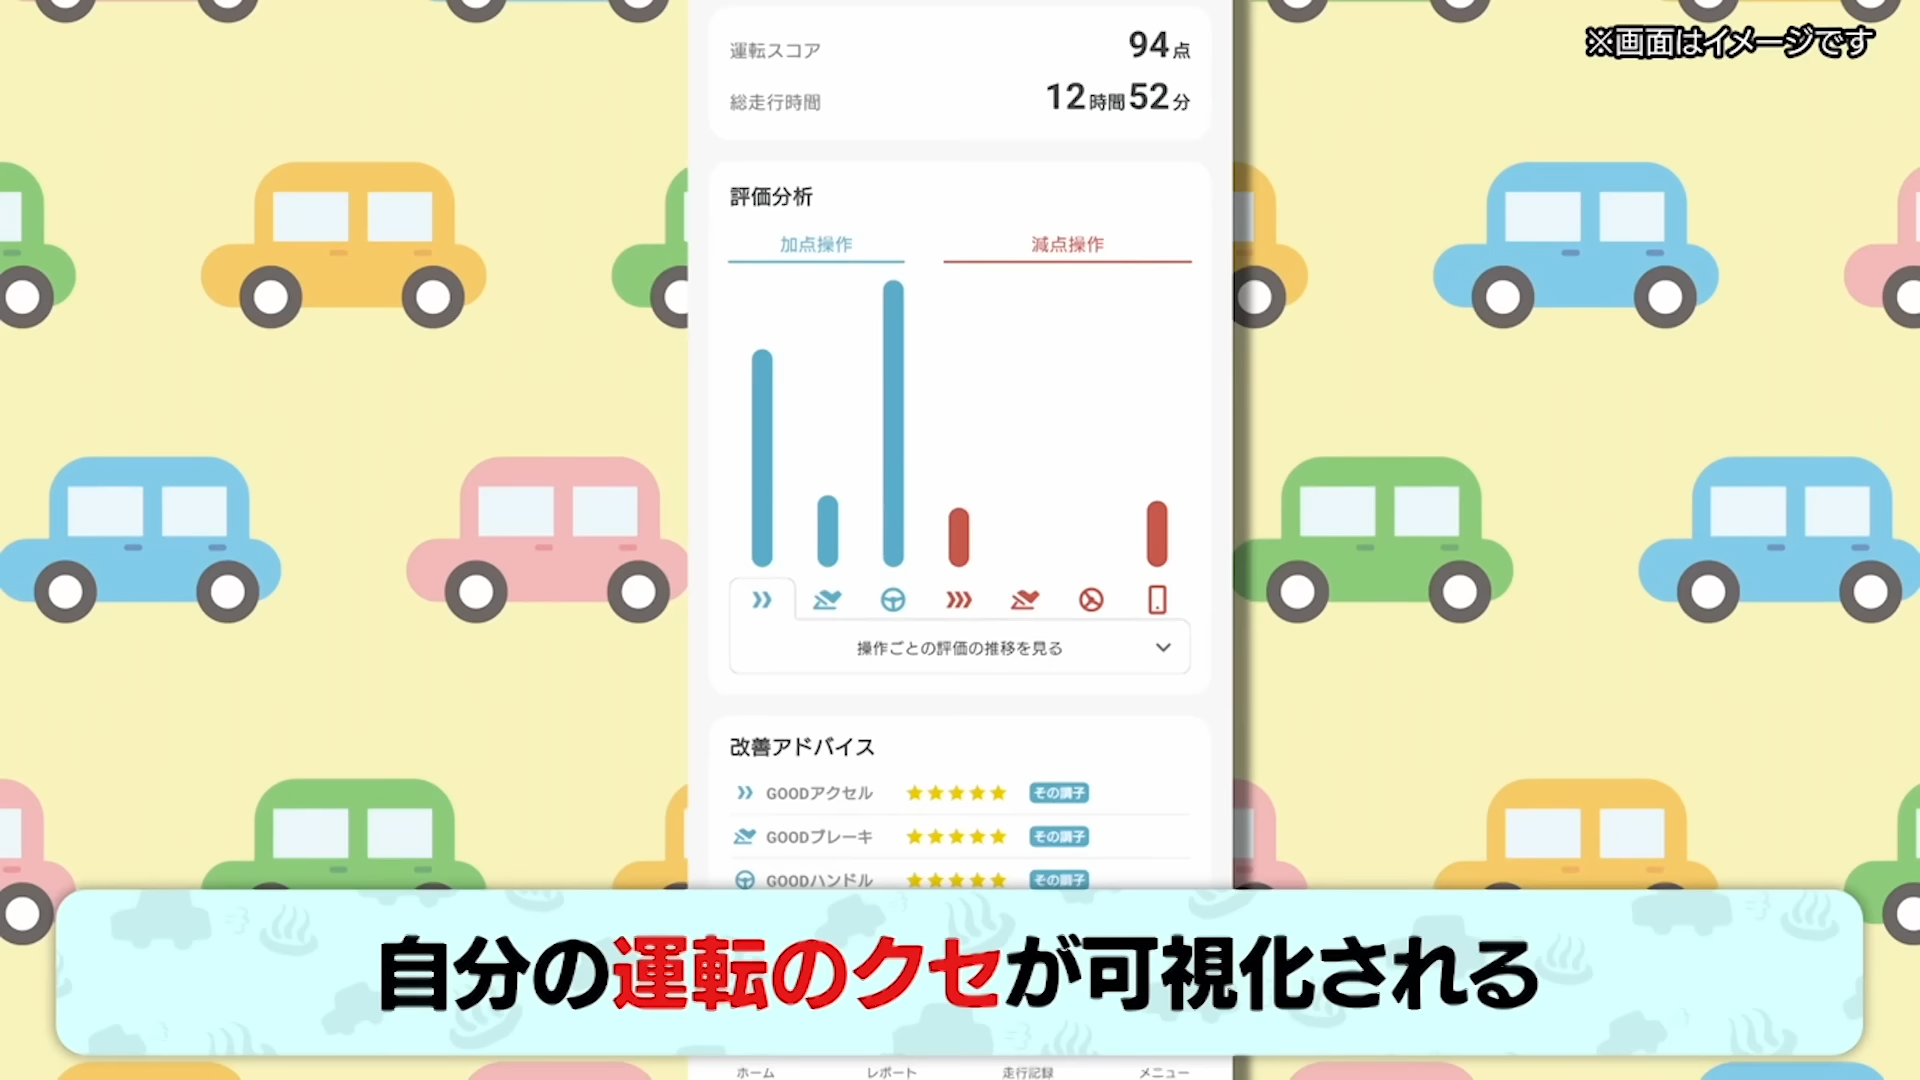 ※画面はイメージです
運転スコア 94点
総走行時間 12時間52分
評価分析
加点操作 減点操作
操作ごとの評価の推移を見る
改善アドバイス
GOODアクセル ★★★★★ その調子
GOODブレーキ ★★★★★ その調子
GOODハンドル ★★★★★ その調子
自分の運転のクセが可視化される
ホーム レポート 走行記録 メニュー